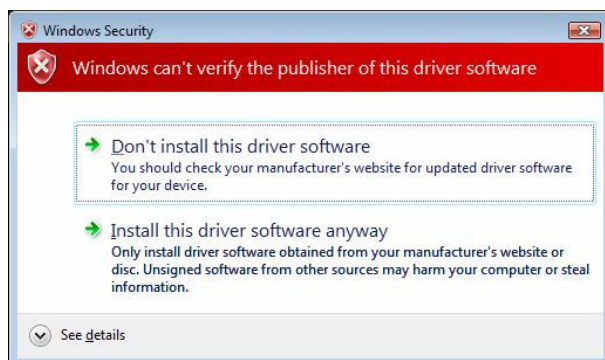 Windows Security
Windows can't verify the publisher of this driver software
Don't install this driver software
You should check your manufacturer's website for updated driver software
for your device.
Install this driver software anyway
Only install driver software obtained from your manufacturer's website or
disc. Unsigned software from other sources may harm your computer or steal
information.
See details